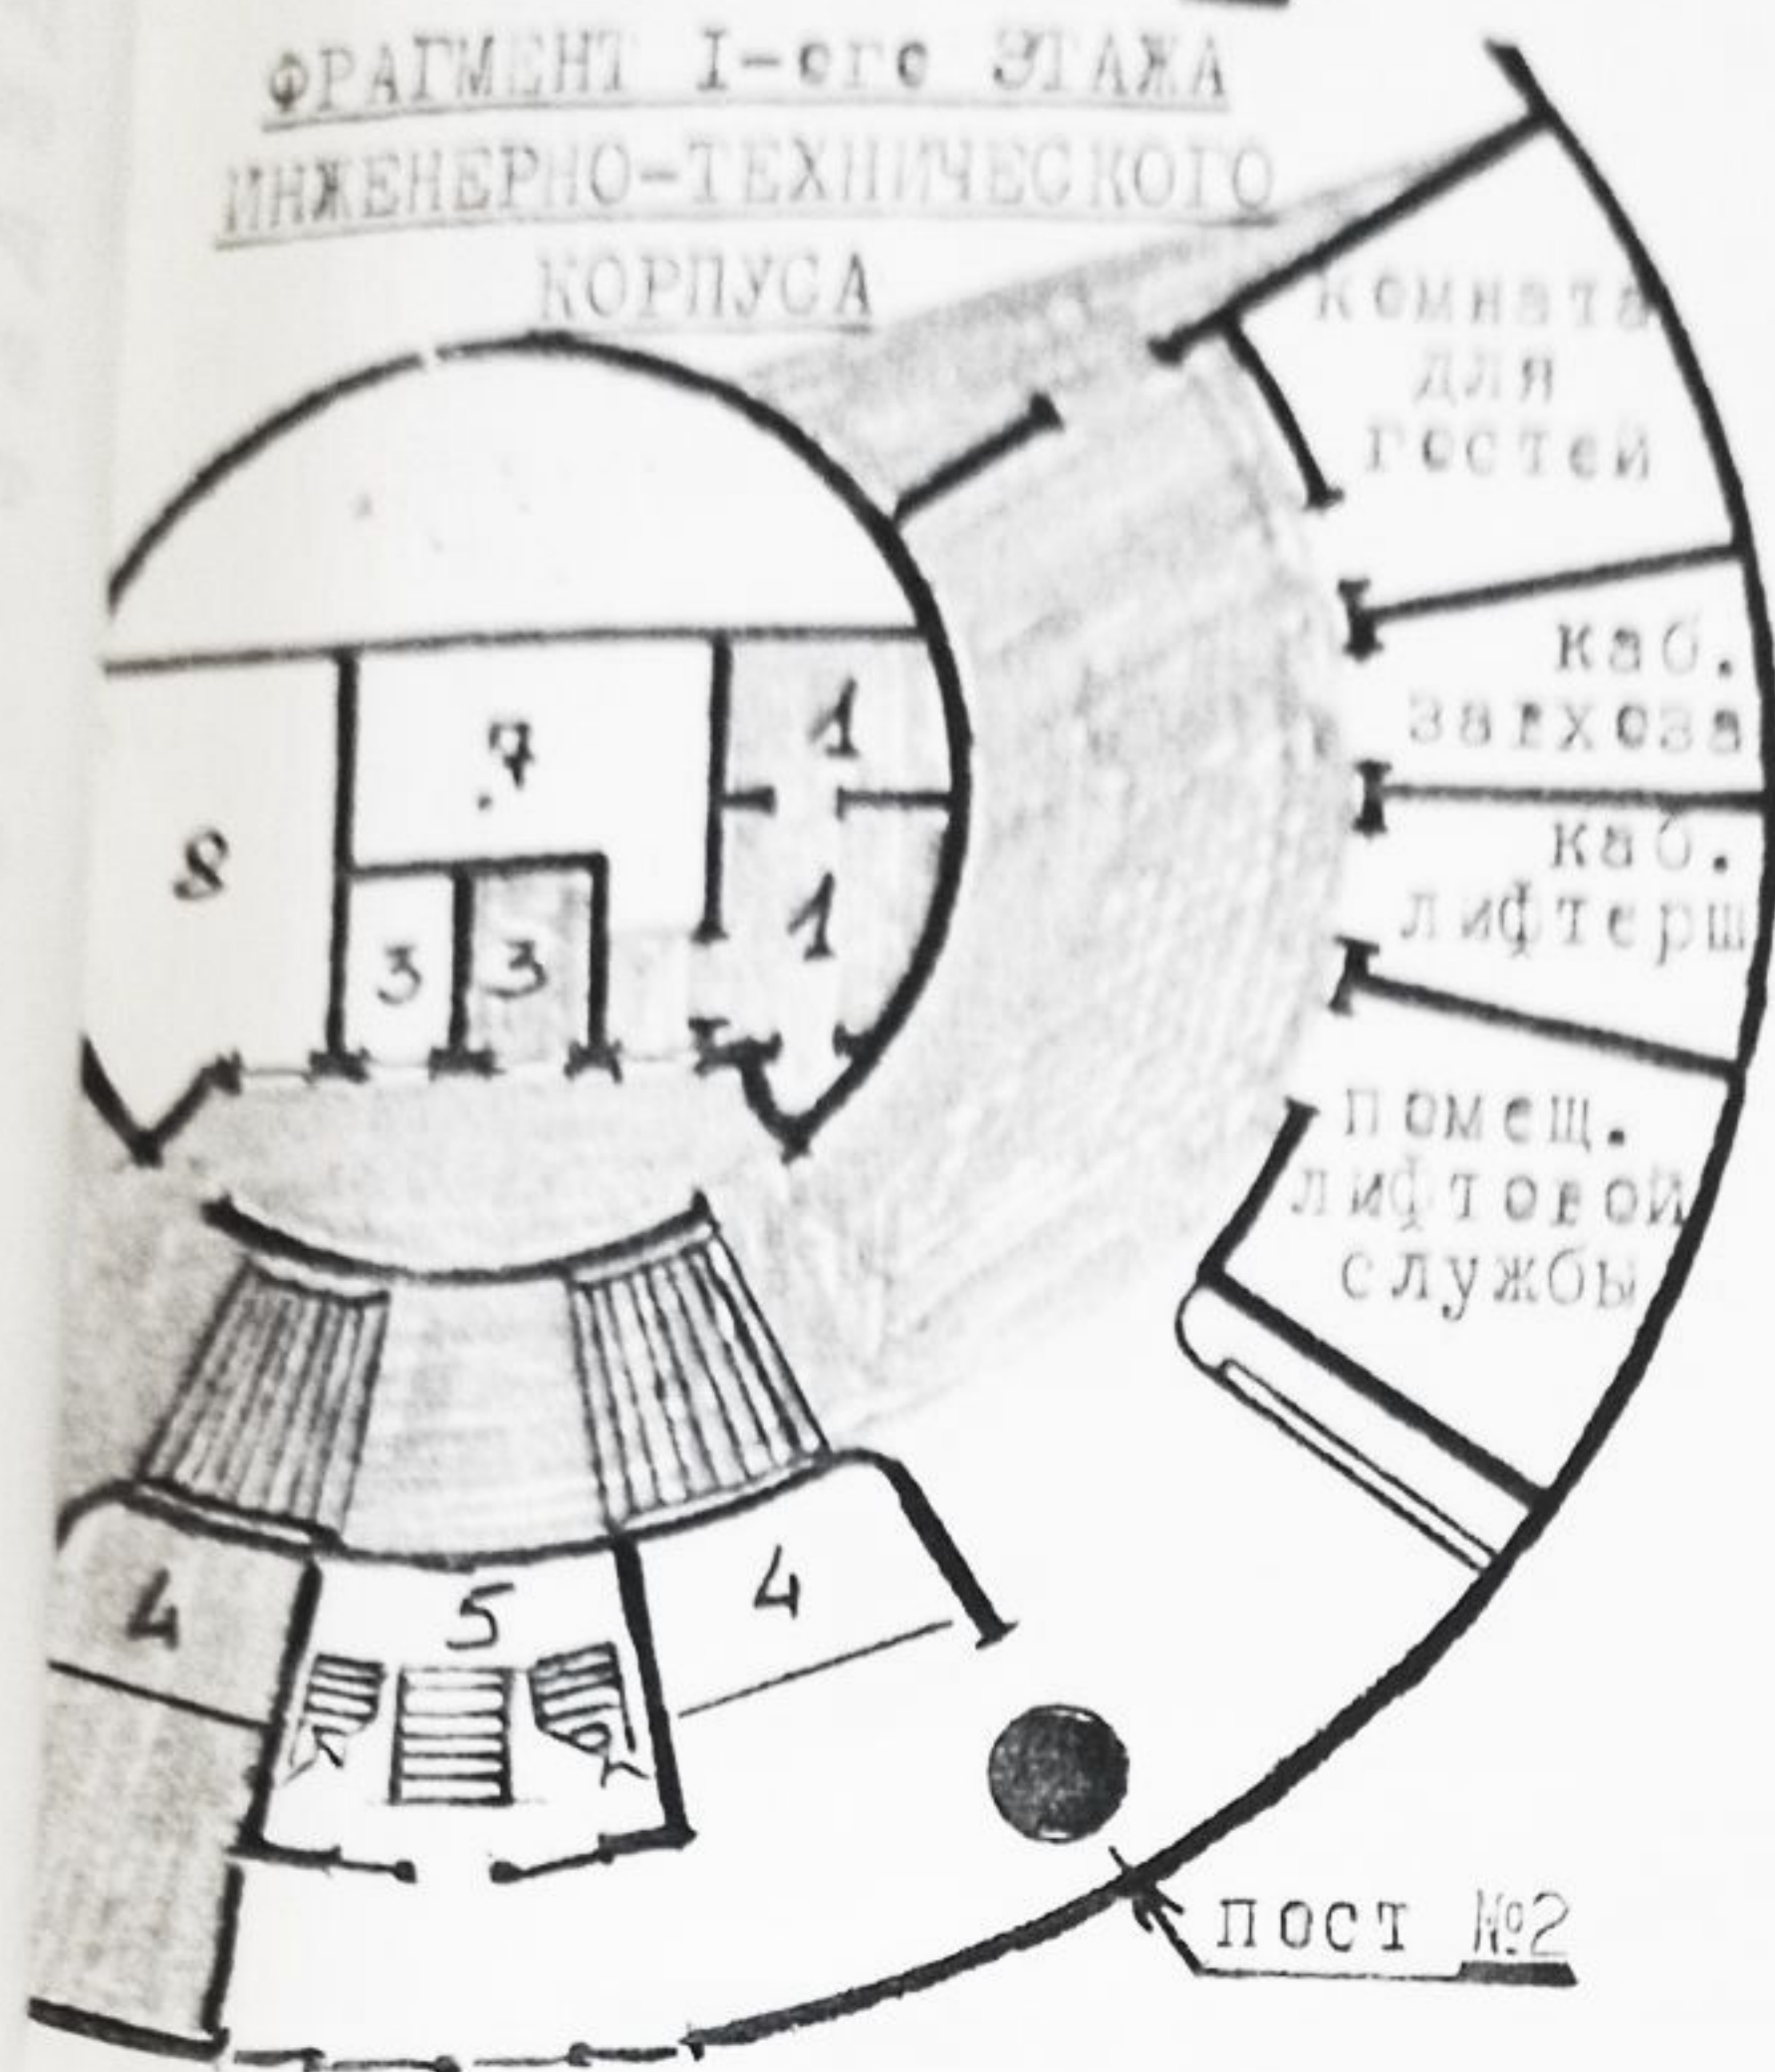 ФРАГМЕНТ I-ого ЭТАЖА
ИНЖЕНЕРНО-ТЕХНИЧЕСКОГО
КОРПУСА
комната
для
гостей
каб.
завхоза
каб.
лифтерш
помещ.
лифтовой
службы
7
1
8
1
3 3
4
5
4
пост №2